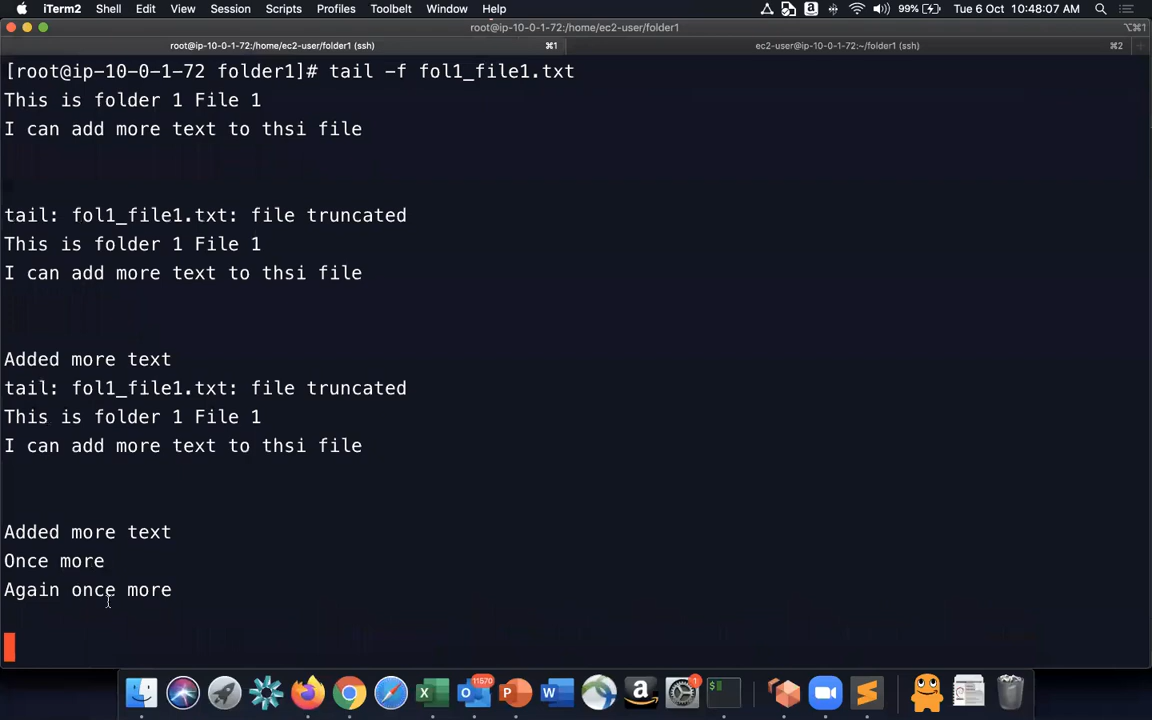 iTerm2 Shell Edit View Session Scripts Profiles Toolbelt Window Help 99% Tue 6 Oct 10:48:07 AM
root@ip-10-0-1-72:/home/ec2-user/folder1 ⌥⌘1
root@ip-10-0-1-72:/home/ec2-user/folder1 (ssh) ⌘1 ec2-user@ip-10-0-1-72:~/folder1 (ssh) ⌘2
[root@ip-10-0-1-72 folder1]# tail -f fol1_file1.txt
This is folder 1 File 1
I can add more text to thsi file
tail: fol1_file1.txt: file truncated
This is folder 1 File 1
I can add more text to thsi file
Added more text
tail: fol1_file1.txt: file truncated
This is folder 1 File 1
I can add more text to thsi file
Added more text
Once more
Again once more
11570
1